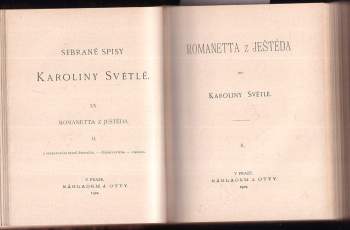 SEBRANÉ SPISY
KAROLINY SVĚTLÉ.
XX
ROMANETTA Z JEŠTĚDA.
II.
V PRAZE.
NÁKLADEM J. OTTY.
ROMANETTA Z JEŠTĚDA
OD
KAROLINY SVĚTLÉ.
II.
V PRAZE.
NÁKLADEM J. OTTY.